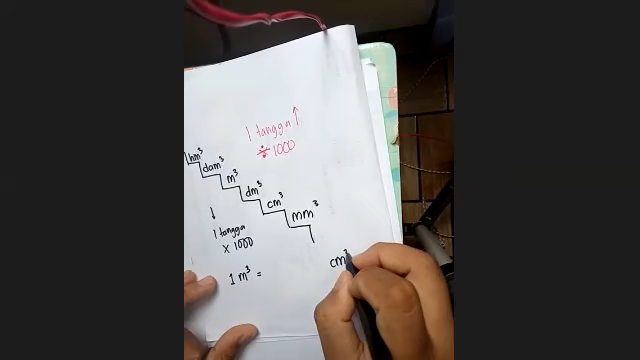 1 tangga ↑
÷ 1000
hm³
dam³
m³
dm³
cm³
mm³
↓
1 tangga
x 1000
1 m³ = cm³